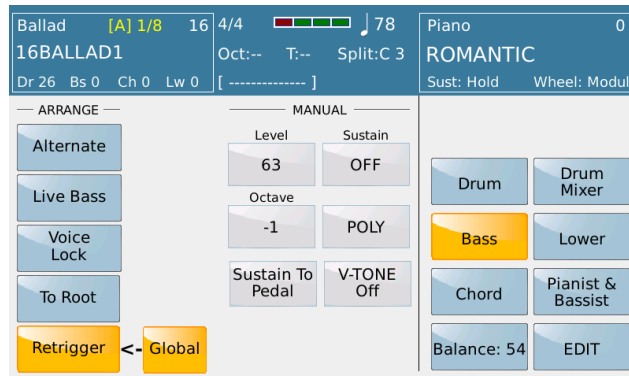 Ballad [A] 1/8 16
16BALLAD1
Dr 26 Bs 0 Ch 0 Lw 0
4/4 78
Oct:-- T:-- Split:C 3
[ -------------- ]
Piano 0
ROMANTIC
Sust: Hold Wheel: Modul
ARRANGE
Alternate
Live Bass
Voice
Lock
To Root
Retrigger <- Global
MANUAL
Level Sustain
63 OFF
Octave
-1 POLY
Sustain To
Pedal
V-TONE
Off
Drum
Drum
Mixer
Bass
Lower
Chord
Pianist &
Bassist
Balance: 54
EDIT